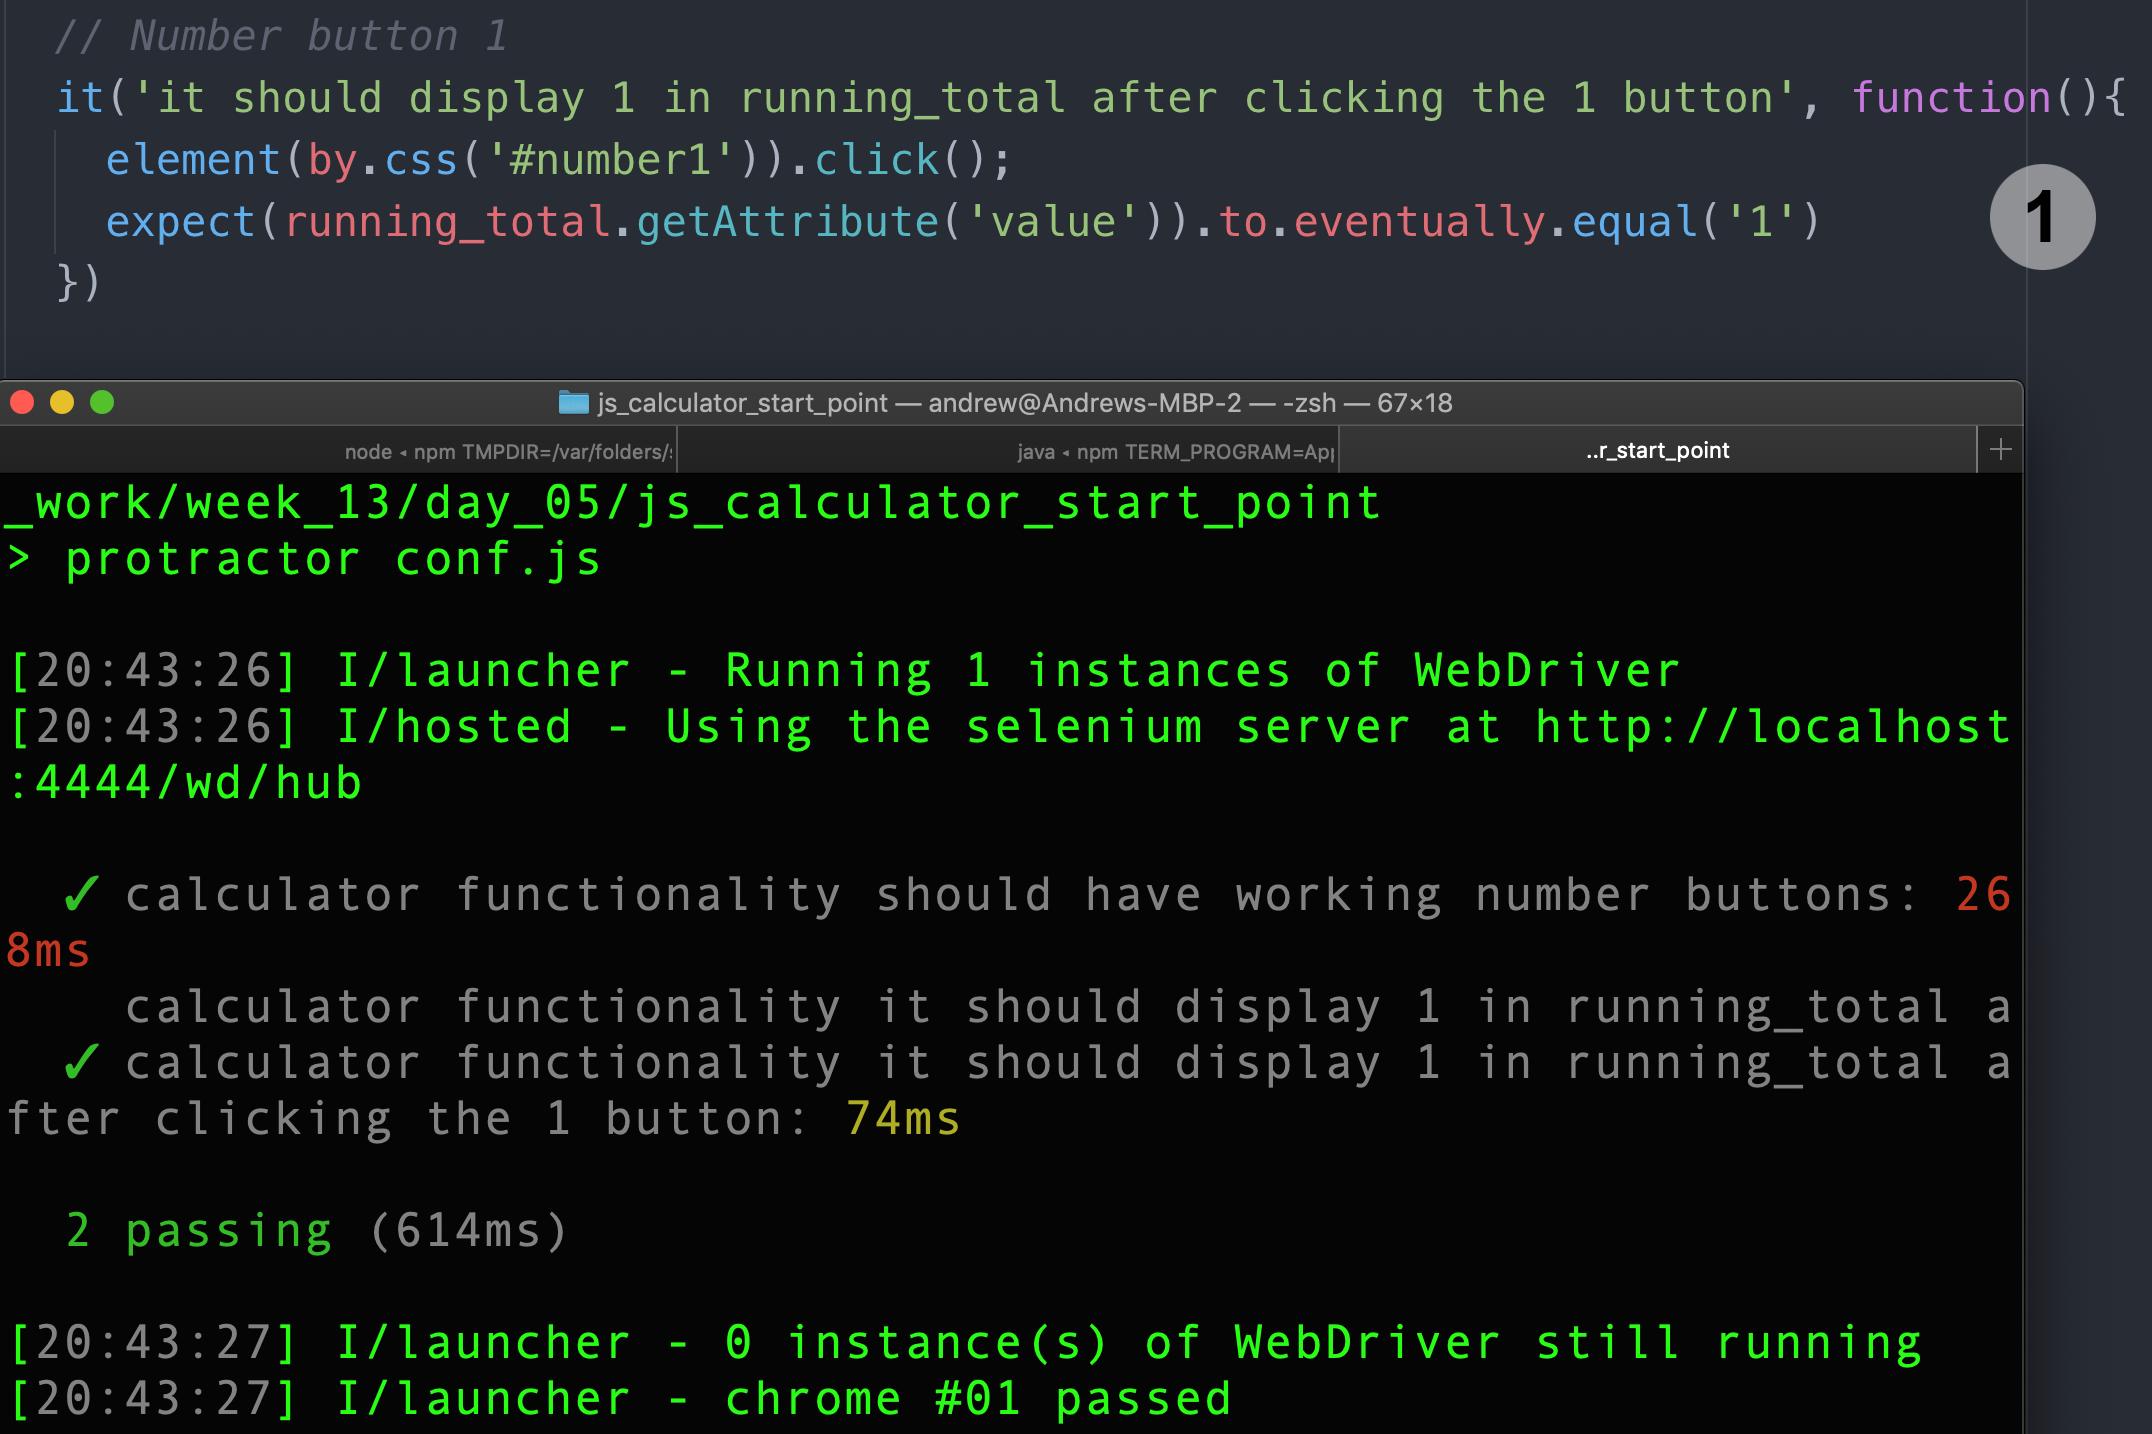 // Number button 1
it('it should display 1 in running_total after clicking the 1 button', function(){
element(by.css('#number1')).click();
expect(running_total.getAttribute('value')).to.eventually.equal('1')
1
})
js_calculator_start_point — andrew@Andrews-MBP-2 — -zsh — 67×18
node ◂ npm TMPDIR=/var/folders/
java ◂ npm TERM_PROGRAM=App
..r_start_point
_work/week_13/day_05/js_calculator_start_point
> protractor conf.js
[20:43:26] I/launcher - Running 1 instances of WebDriver
[20:43:26] I/hosted - Using the selenium server at http://localhost
:4444/wd/hub
✓ calculator functionality should have working number buttons: 26
8ms
calculator functionality it should display 1 in running_total a
✓ calculator functionality it should display 1 in running_total a
fter clicking the 1 button: 74ms
2 passing (614ms)
[20:43:27] I/launcher - 0 instance(s) of WebDriver still running
[20:43:27] I/launcher - chrome #01 passed